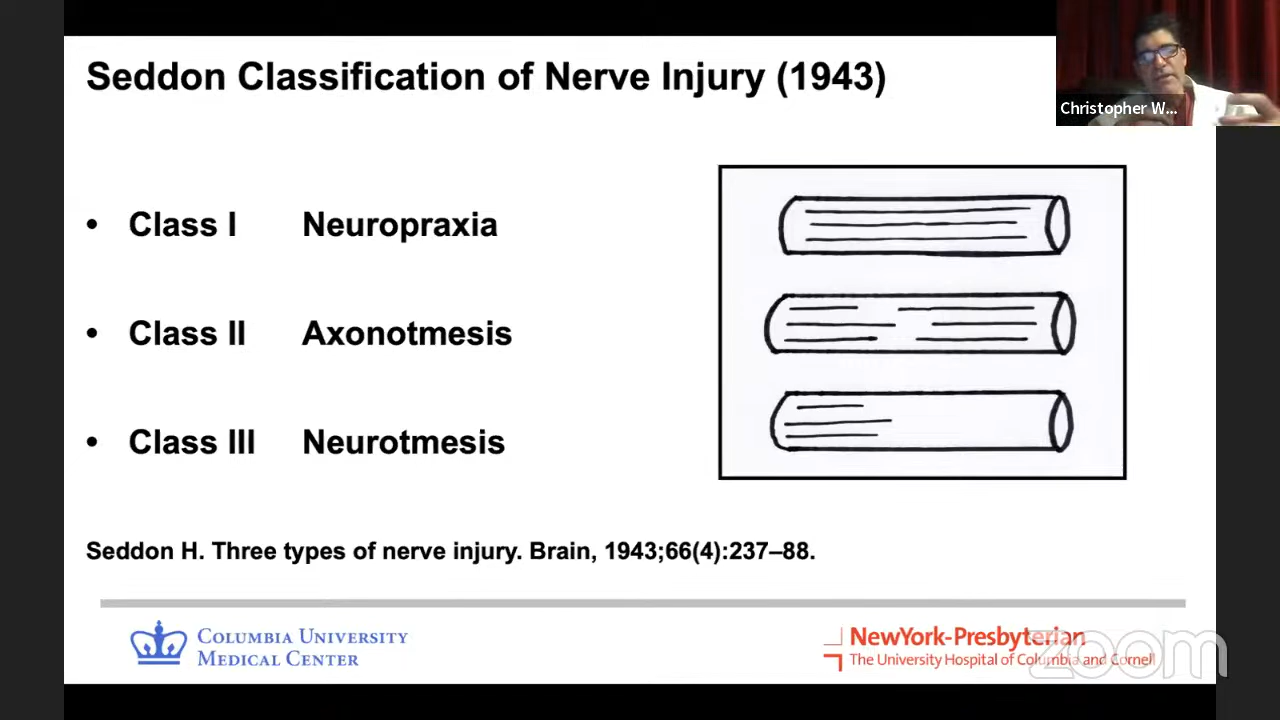 Seddon Classification of Nerve Injury (1943)
Christopher W...
• Class I Neuropraxia
• Class II Axonotmesis
• Class III Neurotmesis
Seddon H. Three types of nerve injury. Brain, 1943;66(4):237–88.
COLUMBIA UNIVERSITY
MEDICAL CENTER
NewYork-Presbyterian
The University Hospital of Columbia and Cornell
zoom